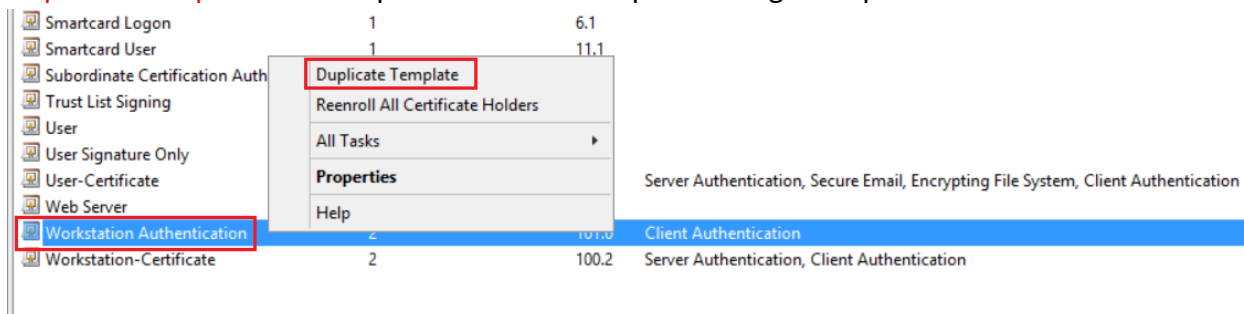 Smartcard Logon 1 6.1
Smartcard User 1 11.1
Subordinate Certification Auth
Trust List Signing
User
User Signature Only
User-Certificate Server Authentication, Secure Email, Encrypting File System, Client Authentication
Web Server
Workstation Authentication 2 101.0 Client Authentication
Workstation-Certificate 2 100.2 Server Authentication, Client Authentication
Duplicate Template
Reenroll All Certificate Holders
All Tasks
Properties
Help